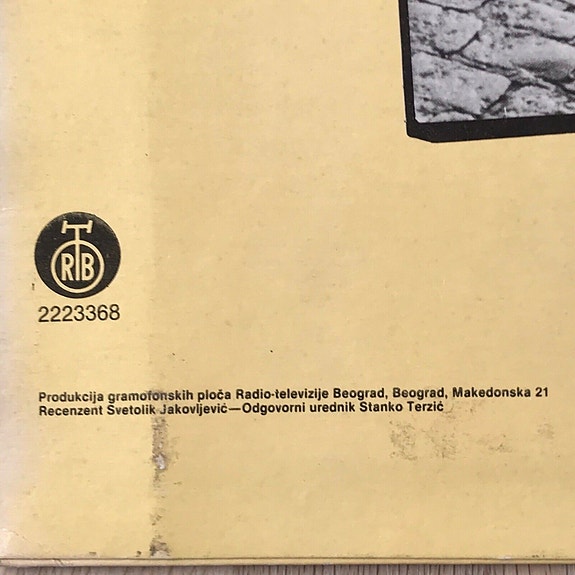 RTB
2223368
Produkcija gramofonskih ploča Radio-televizije Beograd, Beograd, Makedonska 21
Recenzent Svetolik Jakovljević—Odgovorni urednik Stanko Terzić